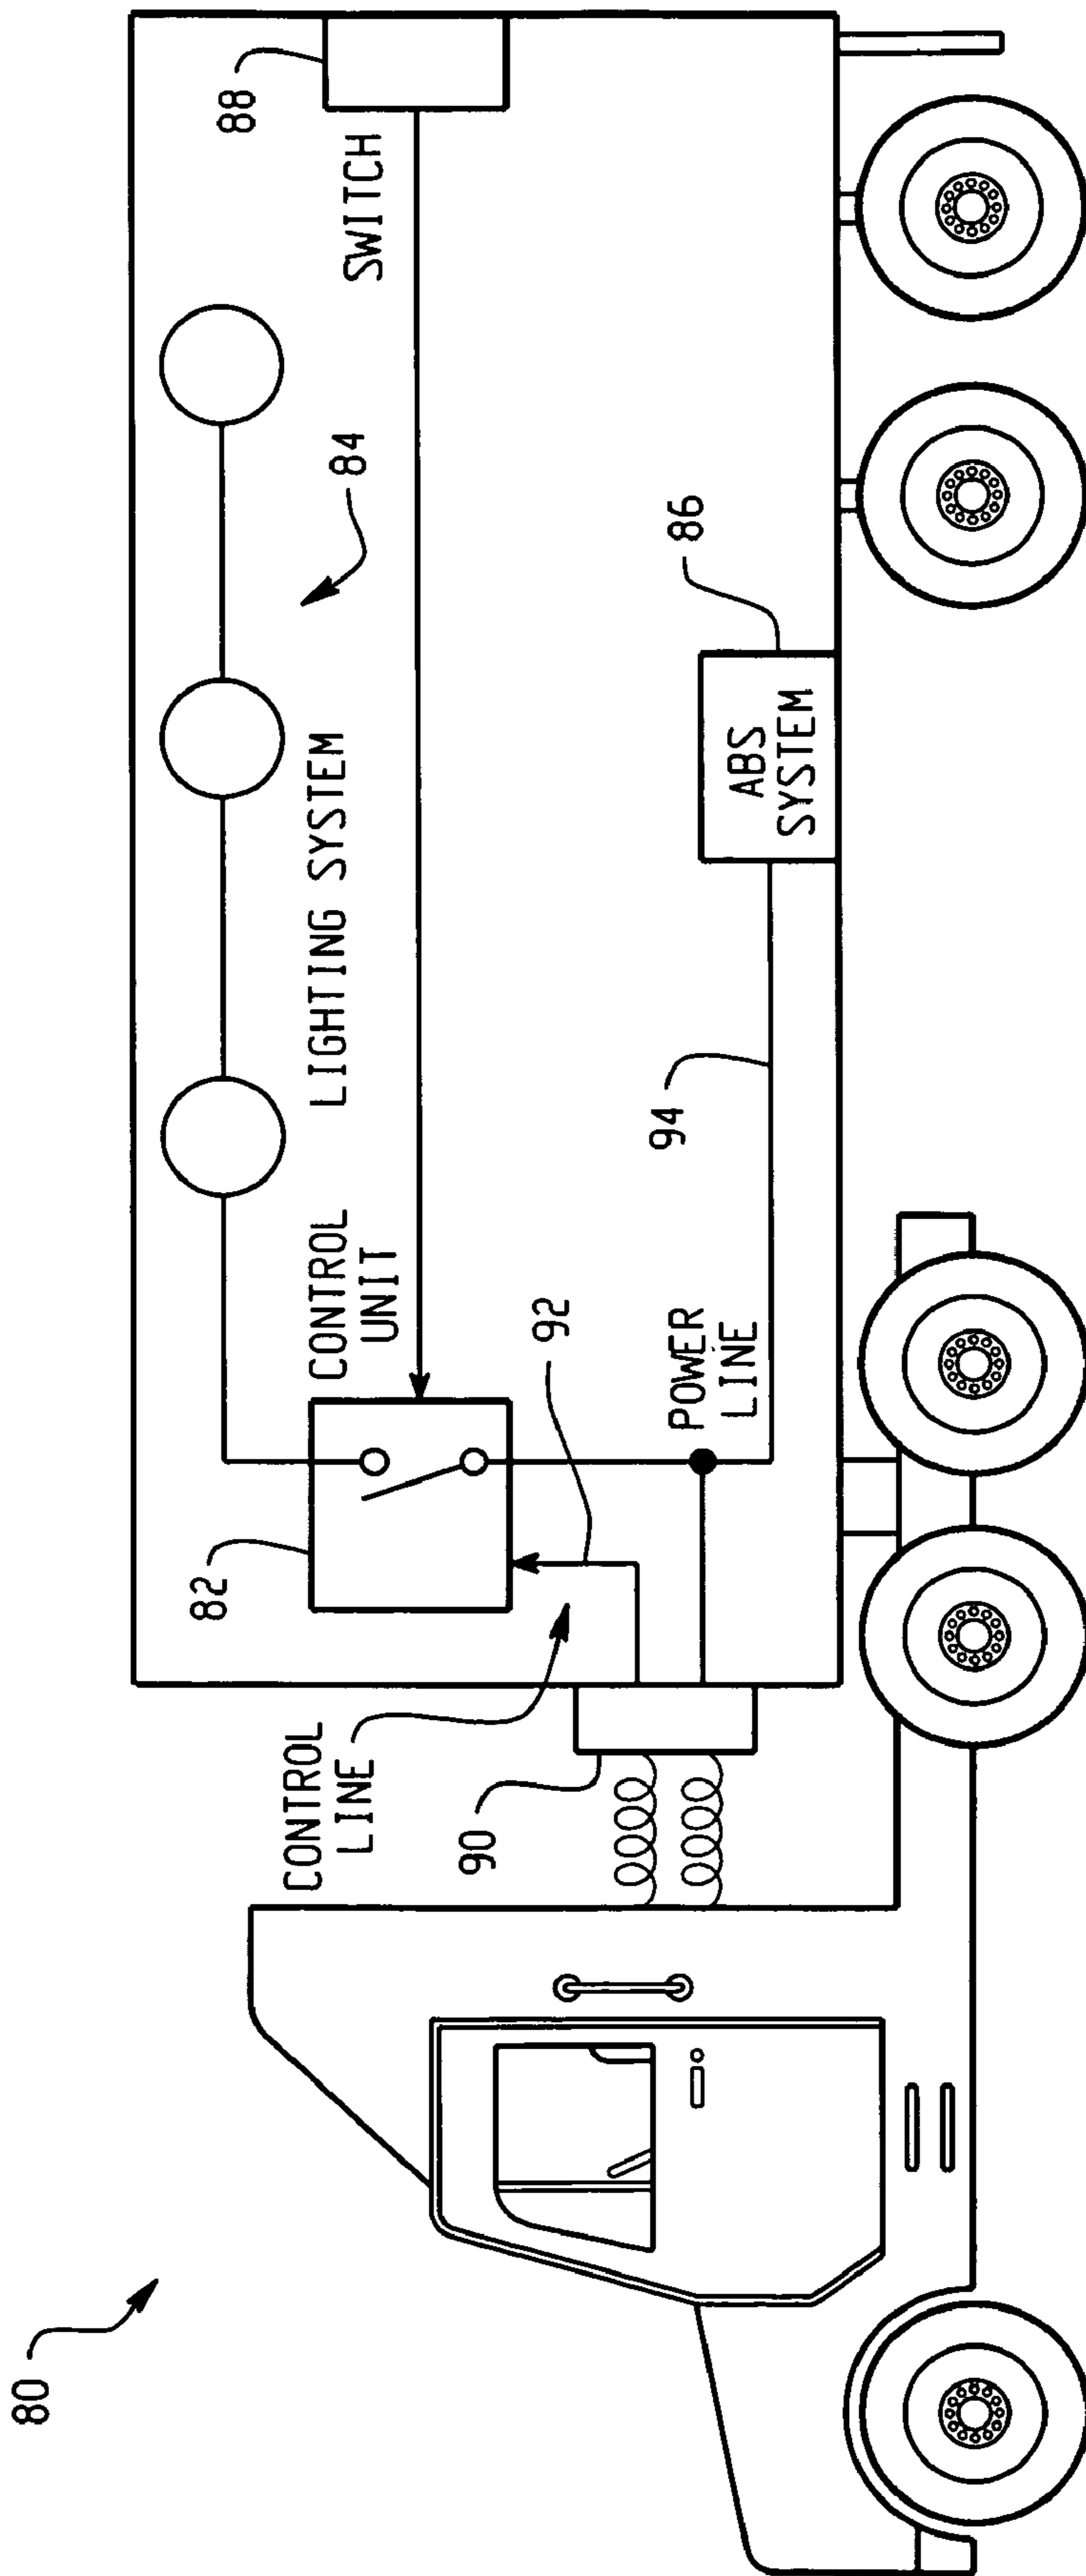 80
CONTROL
LINE
90
82
CONTROL
UNIT
92
POWER
LINE
LIGHTING SYSTEM
84
94
ABS
SYSTEM
86
SWITCH
88